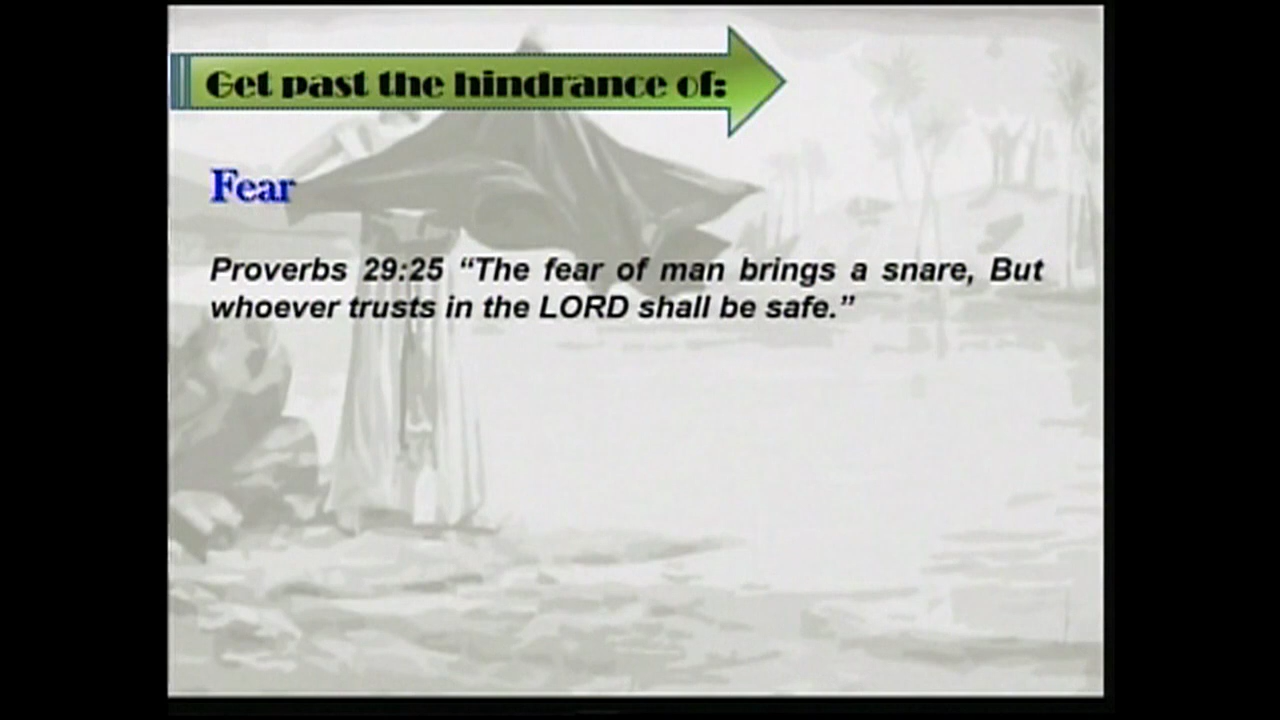 Get past the hindrance of:
Fear
Proverbs 29:25 “The fear of man brings a snare, But
whoever trusts in the LORD shall be safe.”